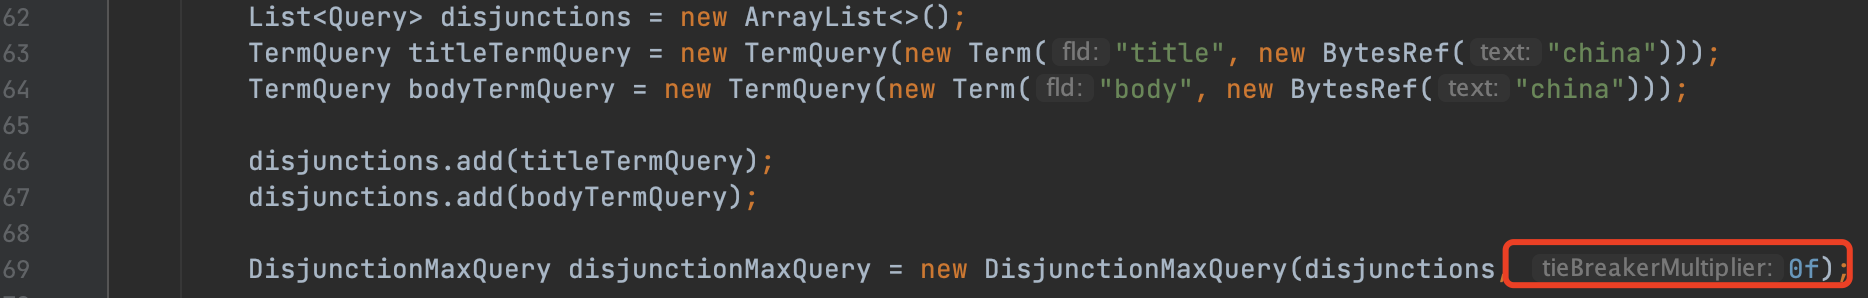 62 List<Query> disjunctions = new ArrayList<>();
63 TermQuery titleTermQuery = new TermQuery(new Term( fld: "title", new BytesRef( text: "china")));
64 TermQuery bodyTermQuery = new TermQuery(new Term( fld: "body", new BytesRef( text: "china")));
65
66 disjunctions.add(titleTermQuery);
67 disjunctions.add(bodyTermQuery);
68
69 DisjunctionMaxQuery disjunctionMaxQuery = new DisjunctionMaxQuery(disjunctions, tieBreakerMultiplier: 0f);